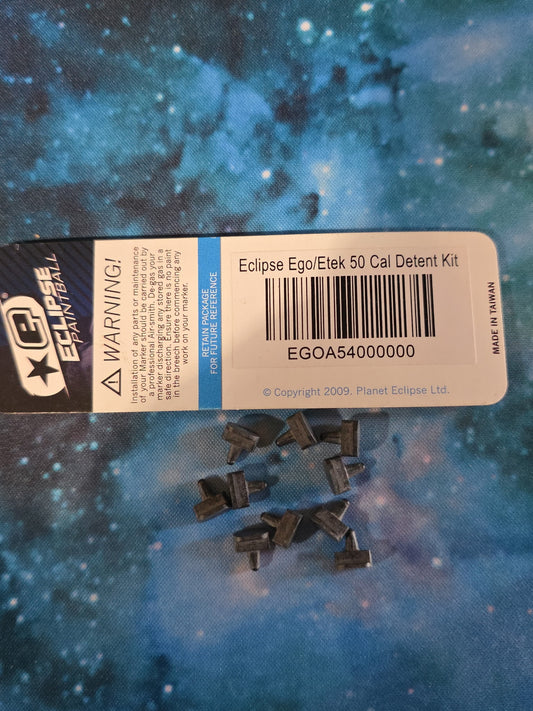 e®
ECLIPSE
PAINTBALL
WARNING!
Installation of any parts or maintenance
of your Marker should be carried out by
a professional Airsmith. De-gas your
marker discharging any stored gas in a
safe direction. Ensure there is no paint
in the breech before commencing any
work on your marker.
RETAIN PACKAGE
FOR FUTURE REFERENCE
Eclipse Ego/Etek 50 Cal Detent Kit
EGOA54000000
© Copyright 2009. Planet Eclipse Ltd.
MADE IN TAIWAN